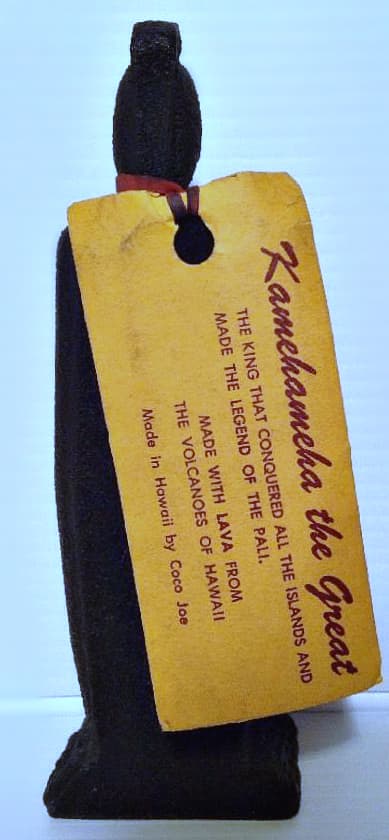 Kamehameha the Great
THE KING THAT CONQUERED ALL THE ISLANDS AND
MADE THE LEGEND OF THE PALI.
MADE WITH LAVA FROM
THE VOLCANOES OF HAWAII
Made in Hawaii by Coco Joe